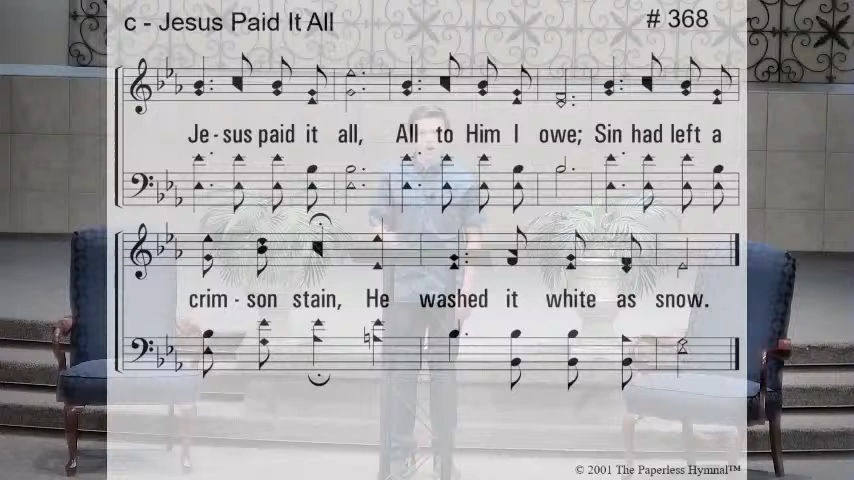 c - Jesus Paid It All
# 368
Je - sus paid it all, All to Him I owe; Sin had left a
crim - son stain, He washed it white as snow.
© 2001 The Paperless Hymnal™